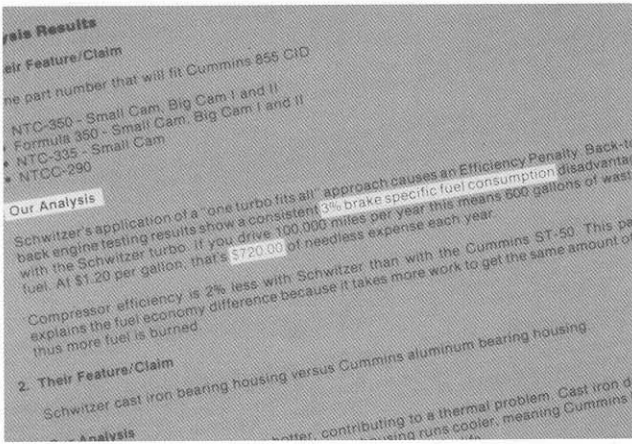 ysis Results
eir Feature/Claim
ne part number that will fit Cummins 855 CID
NTC-350 - Small Cam, Big Cam I and II
• Formula 350 - Small Cam, Big Cam I and II
• NTC-335 - Small Cam
• NTCC-290
Our Analysis
Schwitzer's application of a "one turbo fits all" approach causes an Efficiency Penalty. Back-to
back engine testing results show a consistent 3% brake specific fuel consumption disadvanta
with the Schwitzer turbo. If you drive 100,000 miles per year this means 600 gallons of wast
fuel. At $1.20 per gallon, that's $720.00 of needless expense each year.
Compressor efficiency is 2% less with Schwitzer than with the Cummins ST-50. This pa
explains the fuel economy difference because it takes more work to get the same amount of
thus more fuel is burned.
2. Their Feature/Claim
Schwitzer cast iron bearing housing versus Cummins aluminum bearing housing.
Our Analysis
hotter, contributing to a thermal problem. Cast iron d
housing runs cooler, meaning Cummins